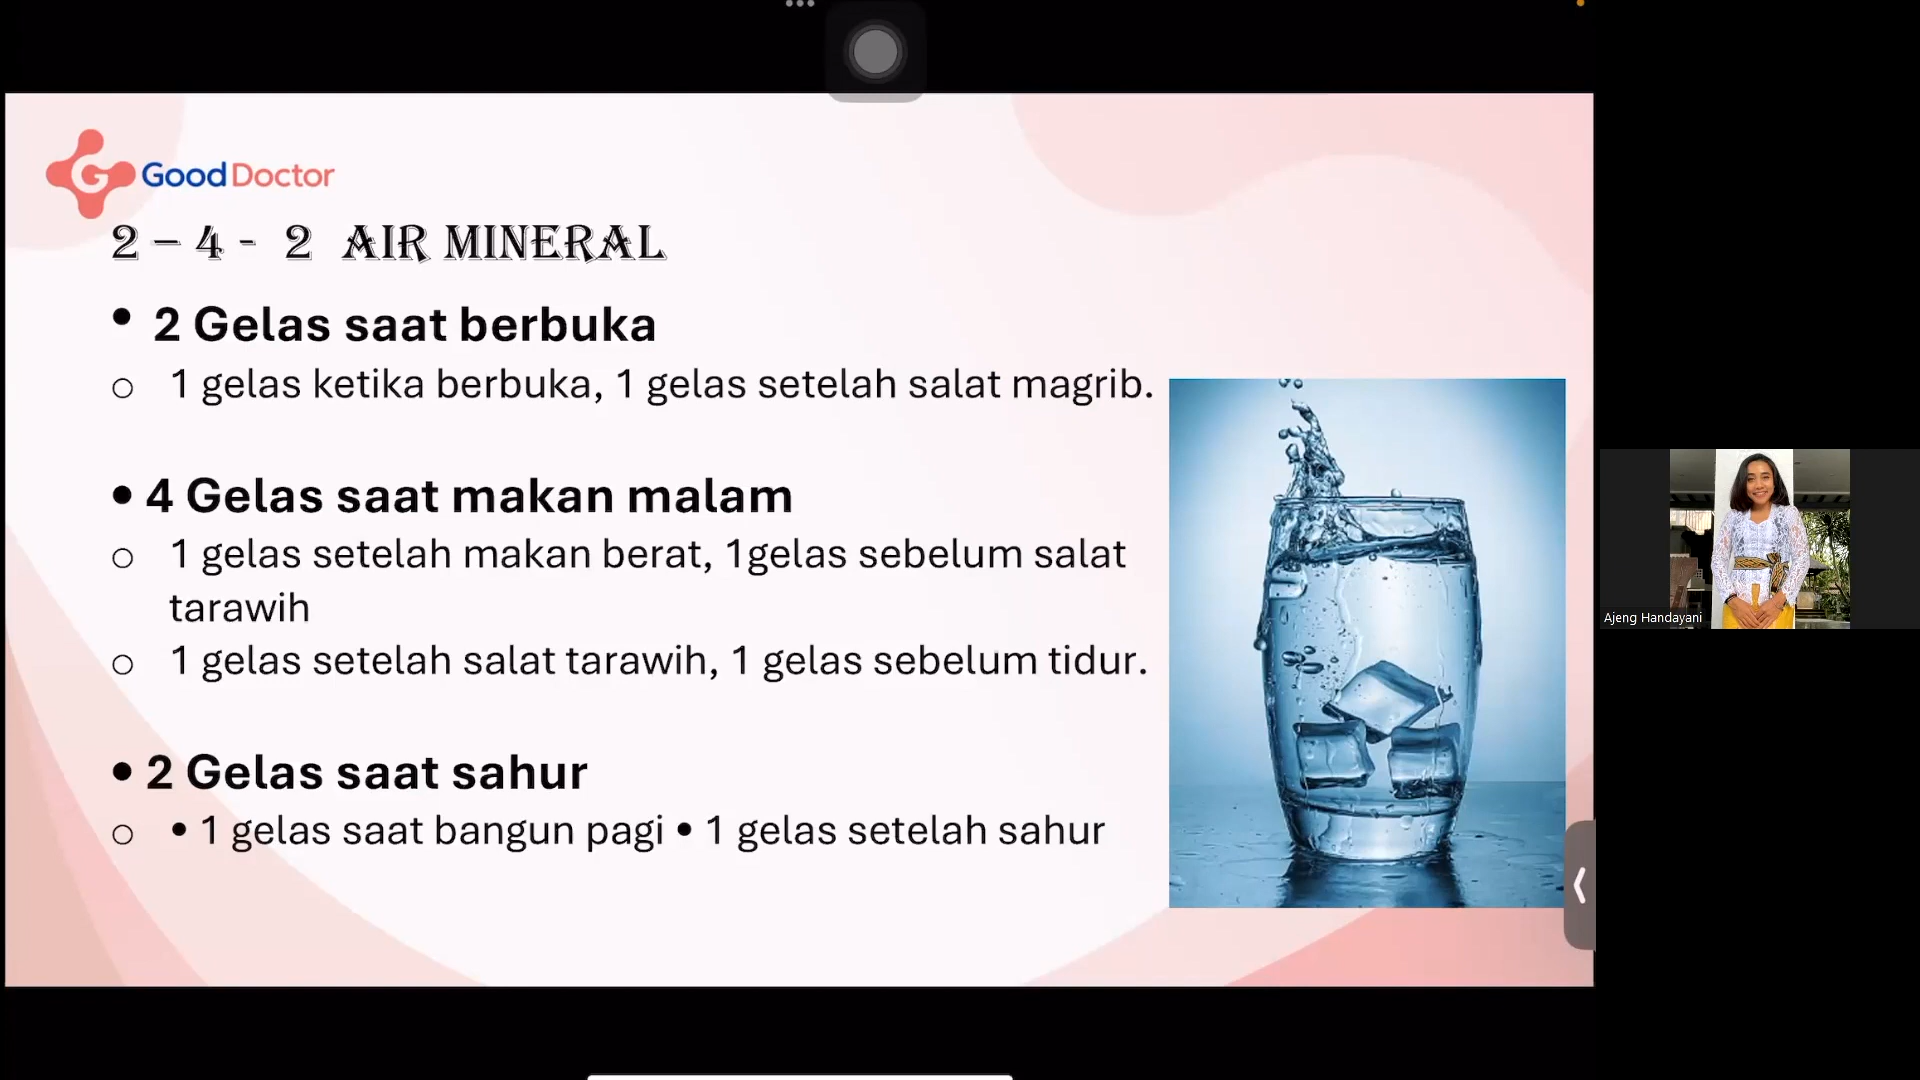 GoodDoctor
2 – 4 - 2 AIR MINERAL
• 2 Gelas saat berbuka
o 1 gelas ketika berbuka, 1 gelas setelah salat magrib.
• 4 Gelas saat makan malam
o 1 gelas setelah makan berat, 1gelas sebelum salat
tarawih
o 1 gelas setelah salat tarawih, 1 gelas sebelum tidur.
• 2 Gelas saat sahur
o • 1 gelas saat bangun pagi • 1 gelas setelah sahur
Ajeng Handayani